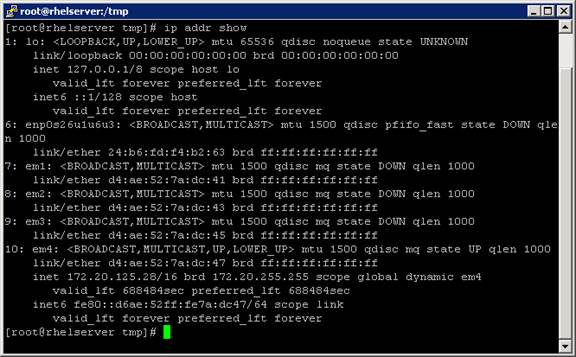 root@rhelserver:/tmp
[root@rhelserver tmp]# ip addr show
1: lo: <LOOPBACK,UP,LOWER_UP> mtu 65536 qdisc noqueue state UNKNOWN
link/loopback 00:00:00:00:00:00 brd 00:00:00:00:00:00
inet 127.0.0.1/8 scope host lo
valid_lft forever preferred_lft forever
inet6 ::1/128 scope host
valid_lft forever preferred_lft forever
6: enp0s26u1u6u3: <BROADCAST,MULTICAST> mtu 1500 qdisc pfifo_fast state DOWN qle
n 1000
link/ether 24:b6:fd:f4:b2:63 brd ff:ff:ff:ff:ff:ff
7: em1: <BROADCAST,MULTICAST> mtu 1500 qdisc mq state DOWN qlen 1000
link/ether d4:ae:52:7a:dc:41 brd ff:ff:ff:ff:ff:ff
8: em2: <BROADCAST,MULTICAST> mtu 1500 qdisc mq state DOWN qlen 1000
link/ether d4:ae:52:7a:dc:43 brd ff:ff:ff:ff:ff:ff
9: em3: <BROADCAST,MULTICAST> mtu 1500 qdisc mq state DOWN qlen 1000
link/ether d4:ae:52:7a:dc:45 brd ff:ff:ff:ff:ff:ff
10: em4: <BROADCAST,MULTICAST,UP,LOWER_UP> mtu 1500 qdisc mq state UP qlen 1000
link/ether d4:ae:52:7a:dc:47 brd ff:ff:ff:ff:ff:ff
inet 172.20.125.28/16 brd 172.20.255.255 scope global dynamic em4
valid_lft 688484sec preferred_lft 688484sec
inet6 fe80::d6ae:52ff:fe7a:dc47/64 scope link
valid_lft forever preferred_lft forever
[root@rhelserver tmp]#